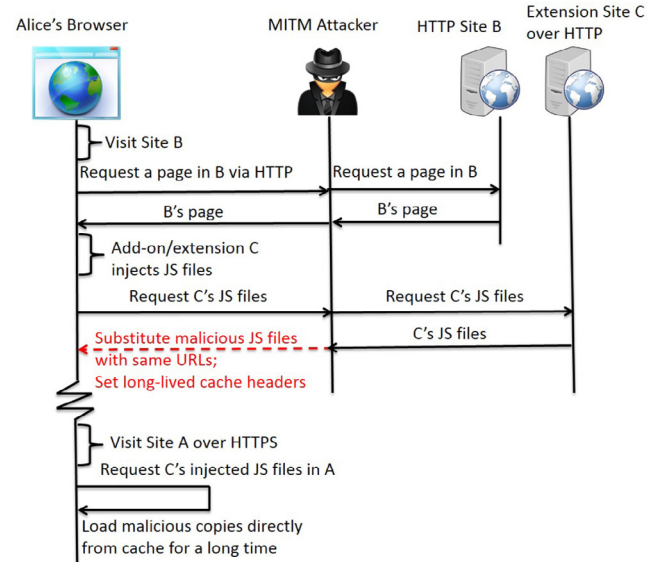 Alice's Browser
MITM Attacker
HTTP Site B
Extension Site C
over HTTP
Visit Site B
Request a page in B via HTTP
Request a page in B
B's page
B's page
Add-on/extension C
injects JS files
Request C's JS files
Request C's JS files
C's JS files
Substitute malicious JS files
with same URLs;
Set long-lived cache headers
Visit Site A over HTTPS
Request C's injected JS files in A
Load malicious copies directly
from cache for a long time